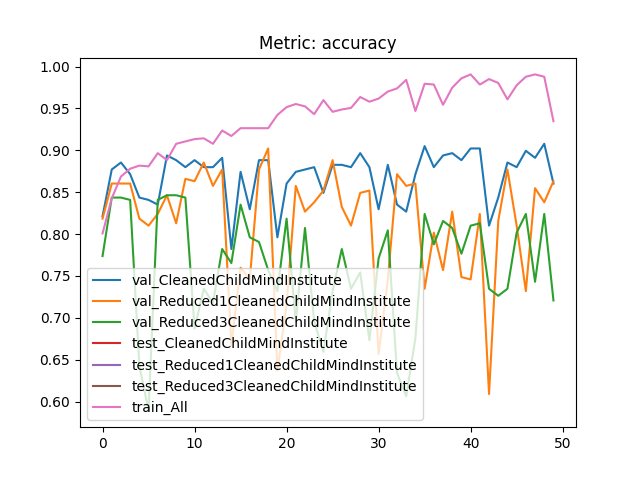 Metric: accuracy
1.00
0.95
0.90
0.85
0.80
0.75
0.70
0.65
0.60
val_CleanedChildMindInstitute
val_Reduced1CleanedChildMindInstitute
val_Reduced3CleanedChildMindInstitute
test_CleanedChildMindInstitute
test_Reduced1CleanedChildMindInstitute
test_Reduced3CleanedChildMindInstitute
train_All
0
10
20
30
40
50